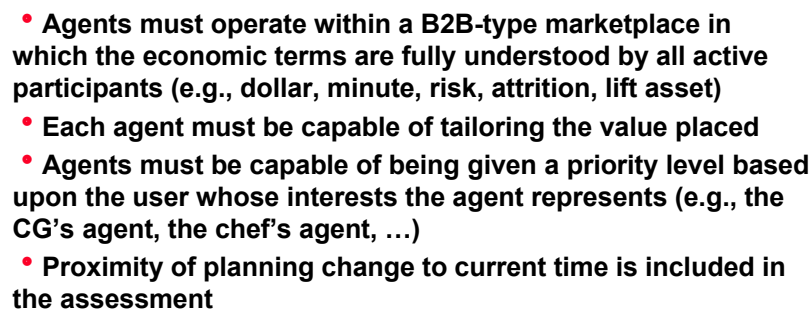 • Agents must operate within a B2B-type marketplace in
which the economic terms are fully understood by all active
participants (e.g., dollar, minute, risk, attrition, lift asset)
• Each agent must be capable of tailoring the value placed
• Agents must be capable of being given a priority level based
upon the user whose interests the agent represents (e.g., the
CG’s agent, the chef’s agent, …)
• Proximity of planning change to current time is included in
the assessment